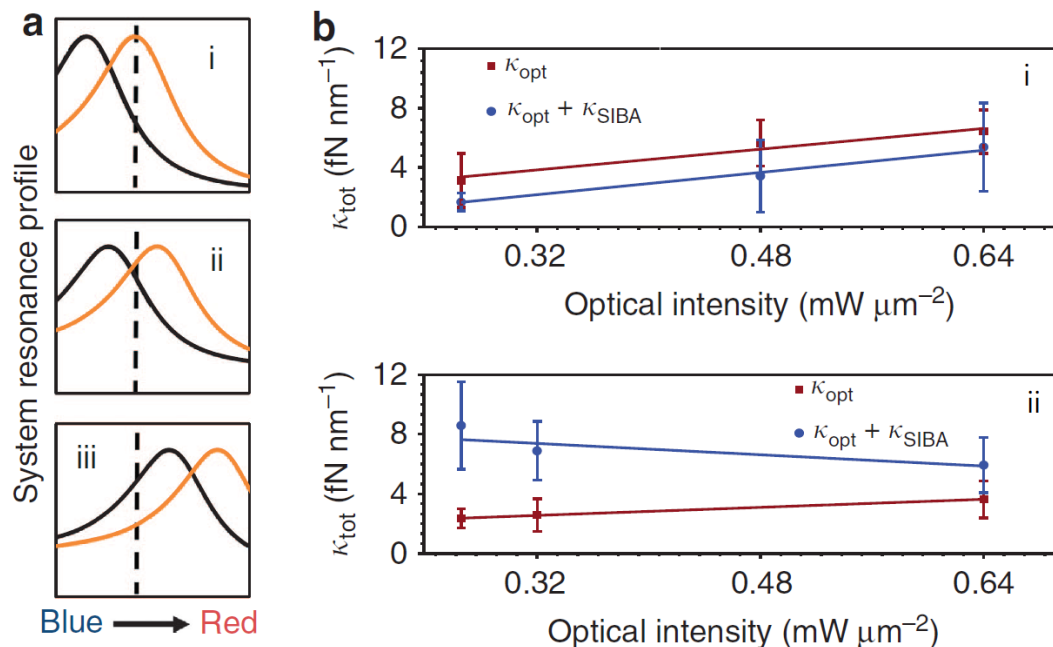 a
System resonance profile
i
ii
iii
Blue Red
b
κtot (fN nm–1)
12
8
4
0
κopt
κopt + κSIBA
i
0.32 0.48 0.64
Optical intensity (mW μm–2)
κtot (fN nm–1)
12
8
4
0
κopt
κopt + κSIBA
ii
0.32 0.48 0.64
Optical intensity (mW μm–2)